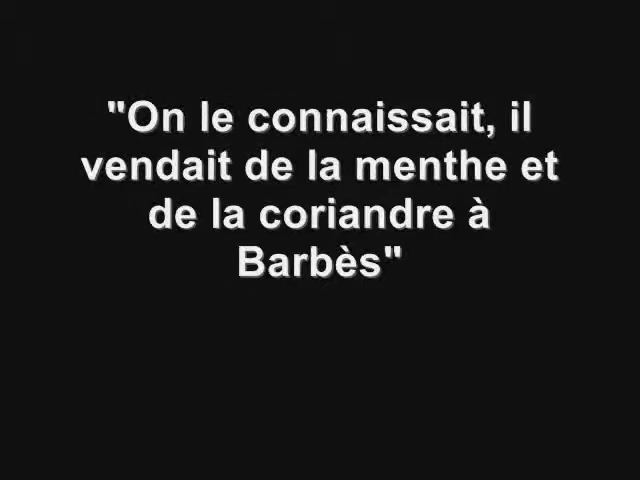 "On le connaissait, il
vendait de la menthe et
de la coriandre à
Barbès"